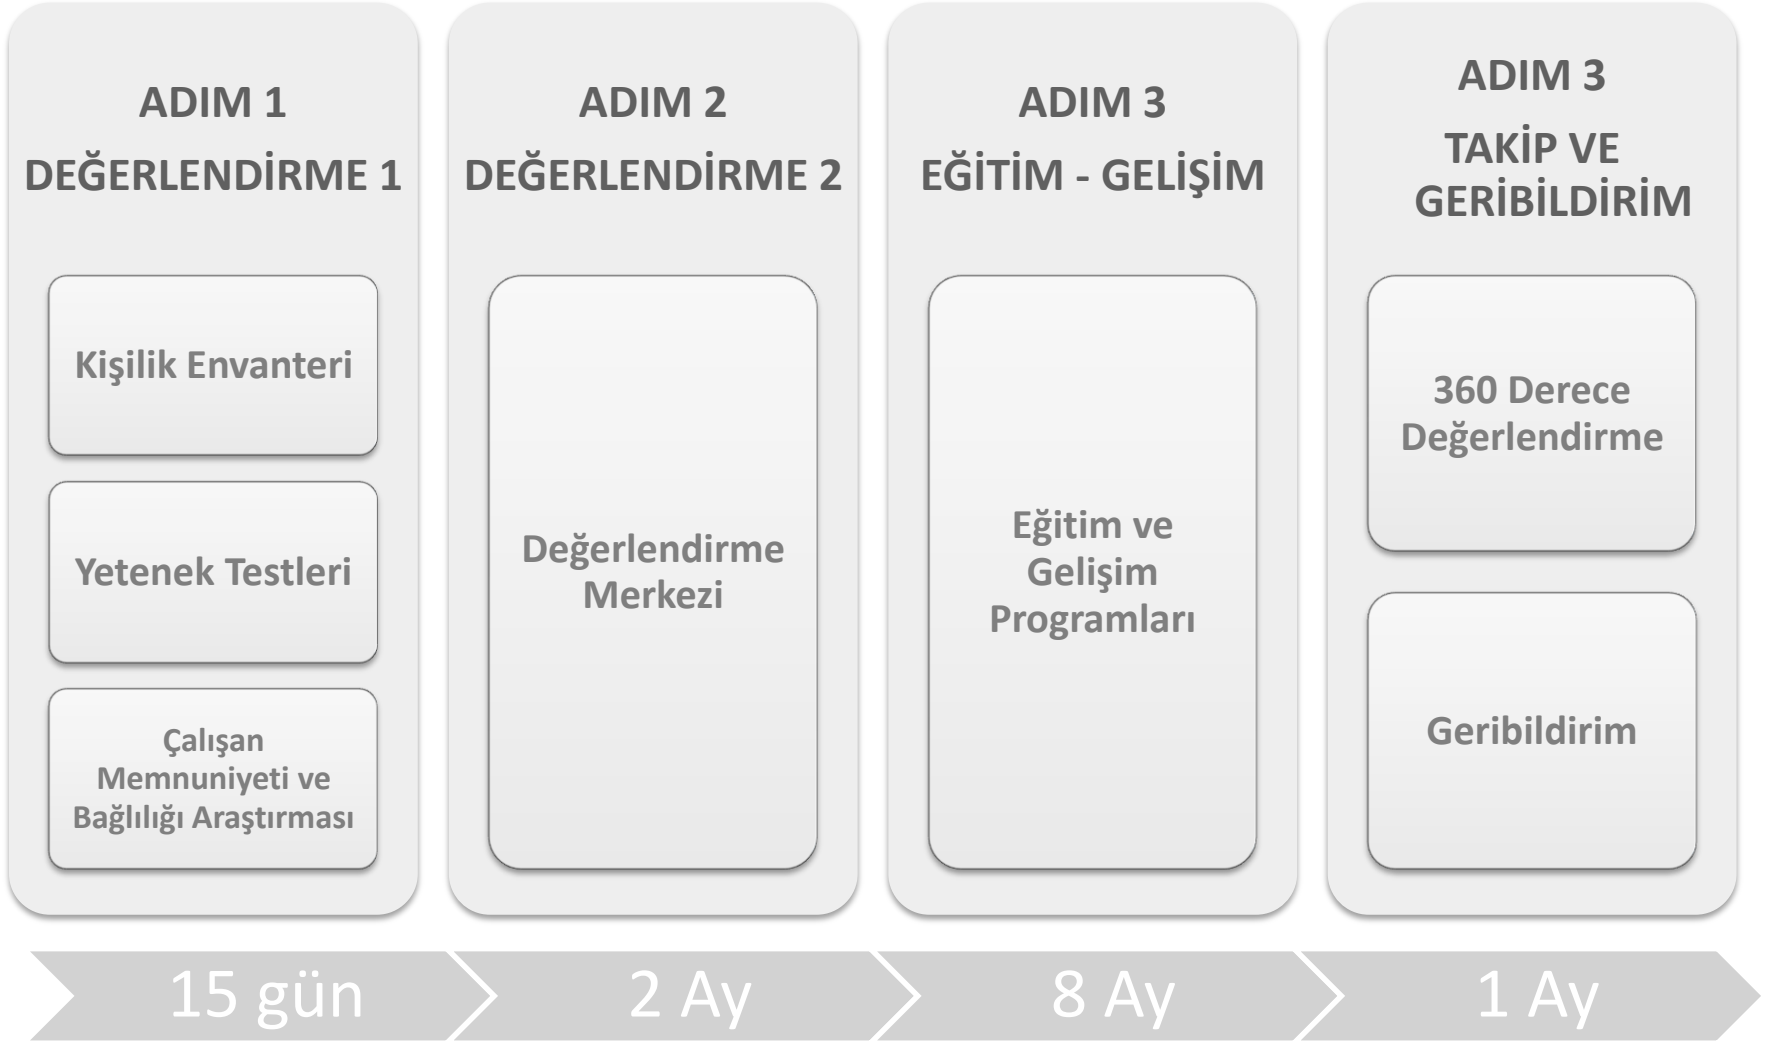 ADIM 1
DEĞERLENDİRME 1
Kişilik Envanteri
Yetenek Testleri
Çalışan
Memnuniyeti ve
Bağlılığı Araştırması
ADIM 2
DEĞERLENDİRME 2
Değerlendirme
Merkezi
ADIM 3
EĞİTİM - GELİŞİM
Eğitim ve
Gelişim
Programları
ADIM 3
TAKİP VE
GERİBİLDİRİM
360 Derece
Değerlendirme
Geribildirim
15 gün
2 Ay
8 Ay
1 Ay